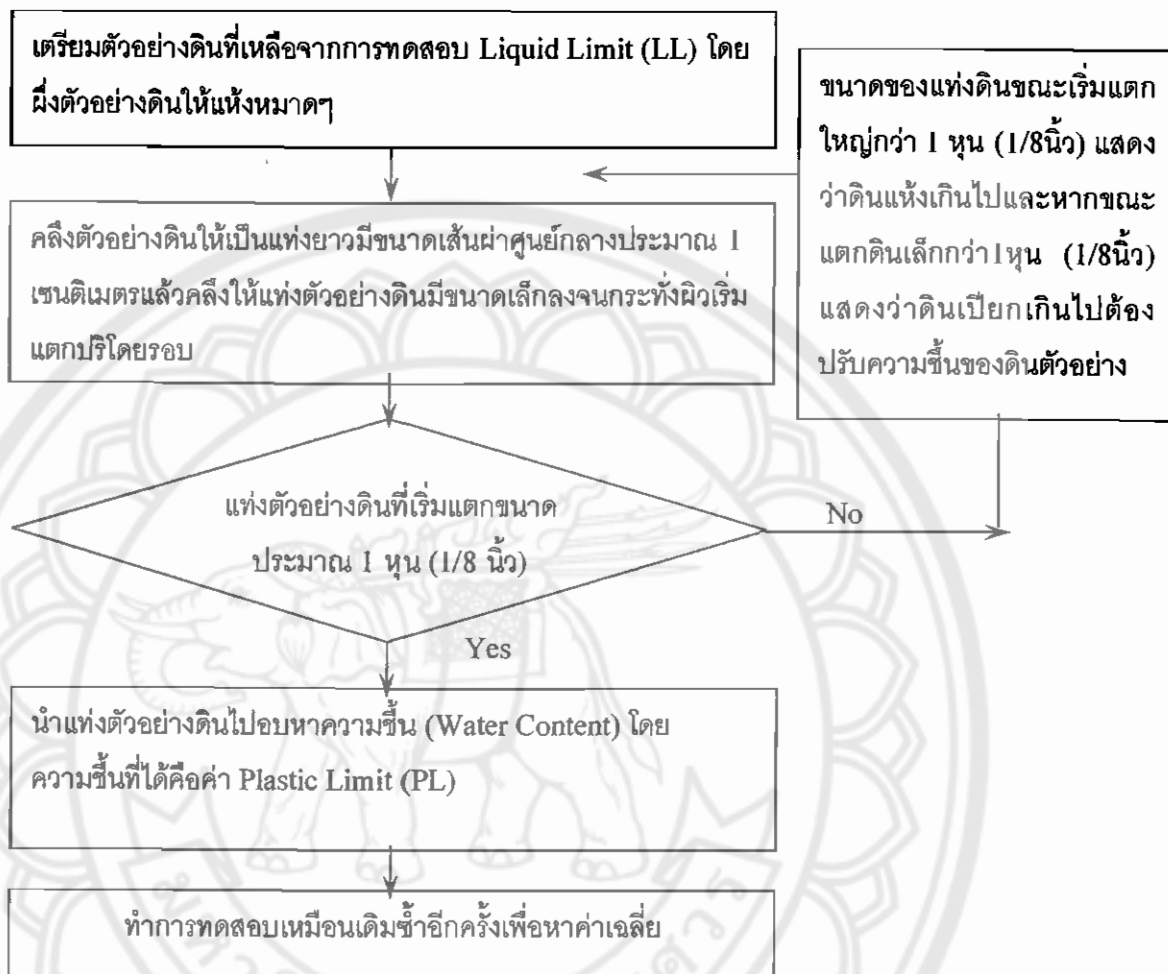 เตรียมตัวอย่างดินที่เหลือจากการทดสอบ Liquid Limit (LL) โดย
ผึ่งตัวอย่างดินให้แห้งหมาดๆ
ขนาดของแท่งดินขณะเริ่มแตก
ใหญ่กว่า 1 หุน (1/8นิ้ว) แสดง
ว่าดินแห้งเกินไปและหากขณะ
แตกดินเล็กกว่า1หุน (1/8นิ้ว)
แสดงว่าดินเปียกเกินไปต้อง
ปรับความชื้นของดินตัวอย่าง
คลึงตัวอย่างดินให้เป็นแท่งยาวมีขนาดเส้นผ่าศูนย์กลางประมาณ 1
เซนติเมตรแล้วคลึงให้แท่งตัวอย่างดินมีขนาดเล็กลงจนกระทั่งผิวเริ่ม
แตกปริโดยรอบ
แท่งตัวอย่างดินที่เริ่มแตกขนาด
ประมาณ 1 หุน (1/8 นิ้ว)
No
Yes
นำแท่งตัวอย่างดินไปอบหาความชื้น (Water Content) โดย
ความชื้นที่ได้คือค่า Plastic Limit (PL)
ทำการทดสอบเหมือนเดิมซ้ำอีกครั้งเพื่อหาค่าเฉลี่ย